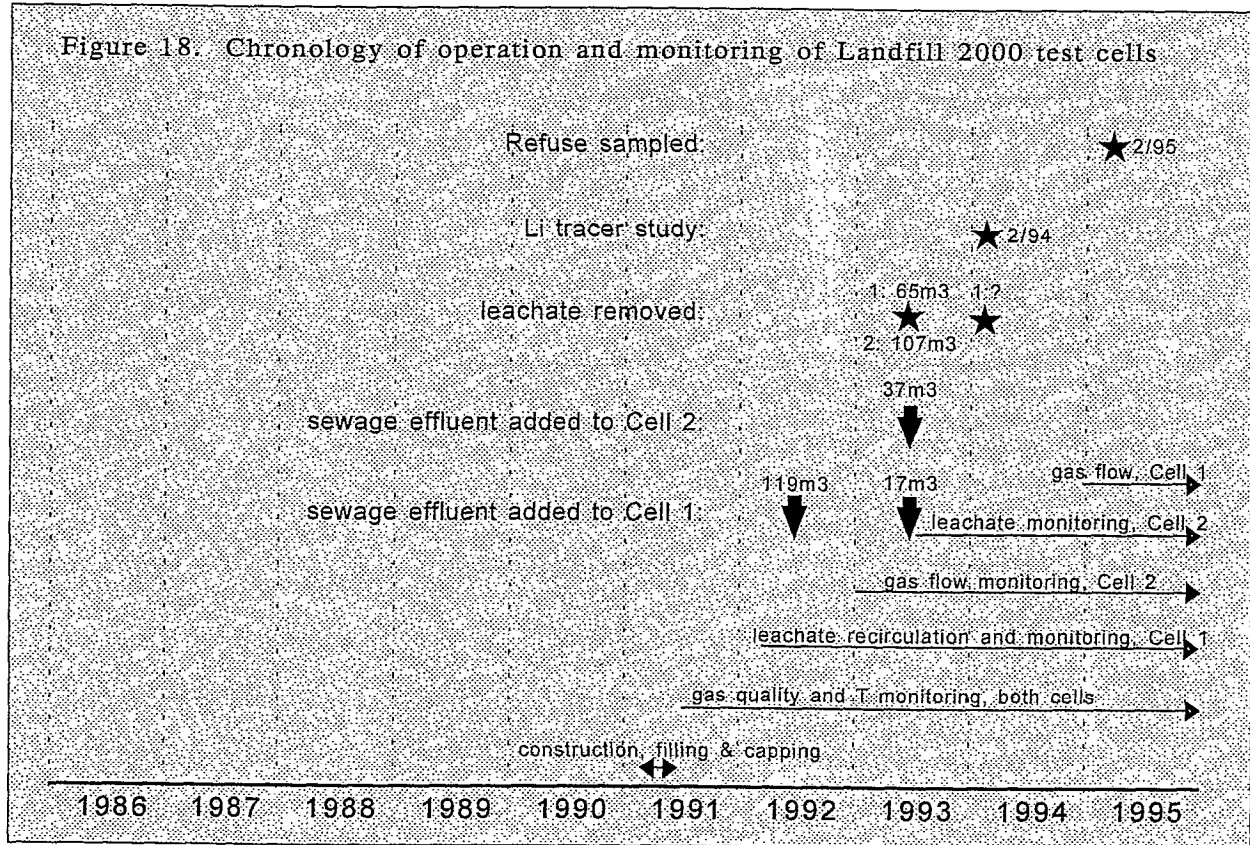 Figure 18. Chronology of operation and monitoring of Landfill 2000 test cells
Refuse sampled:
2/95
Li tracer study:
2/94
1: 65m3 1:?
leachate removed:
2: 107m3
37m3
sewage effluent added to Cell 2:
gas flow, Cell 1
119m3 17m3
sewage effluent added to Cell 1:
leachate monitoring, Cell 2
gas flow monitoring, Cell 2
leachate recirculation and monitoring, Cell 1
gas quality and T monitoring, both cells
construction, filling & capping
1986 1987 1988 1989 1990 1991 1992 1993 1994 1995